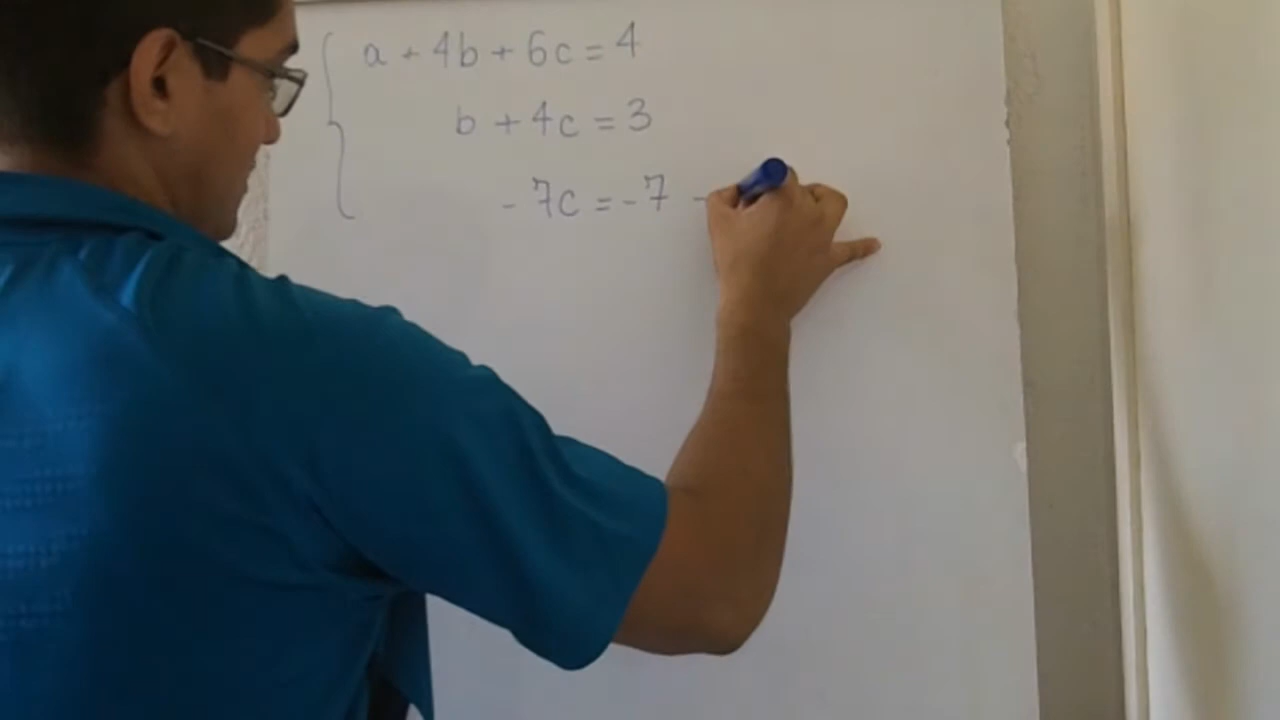 a + 4b + 6c = 4
b + 4c = 3
-7c = -7 -